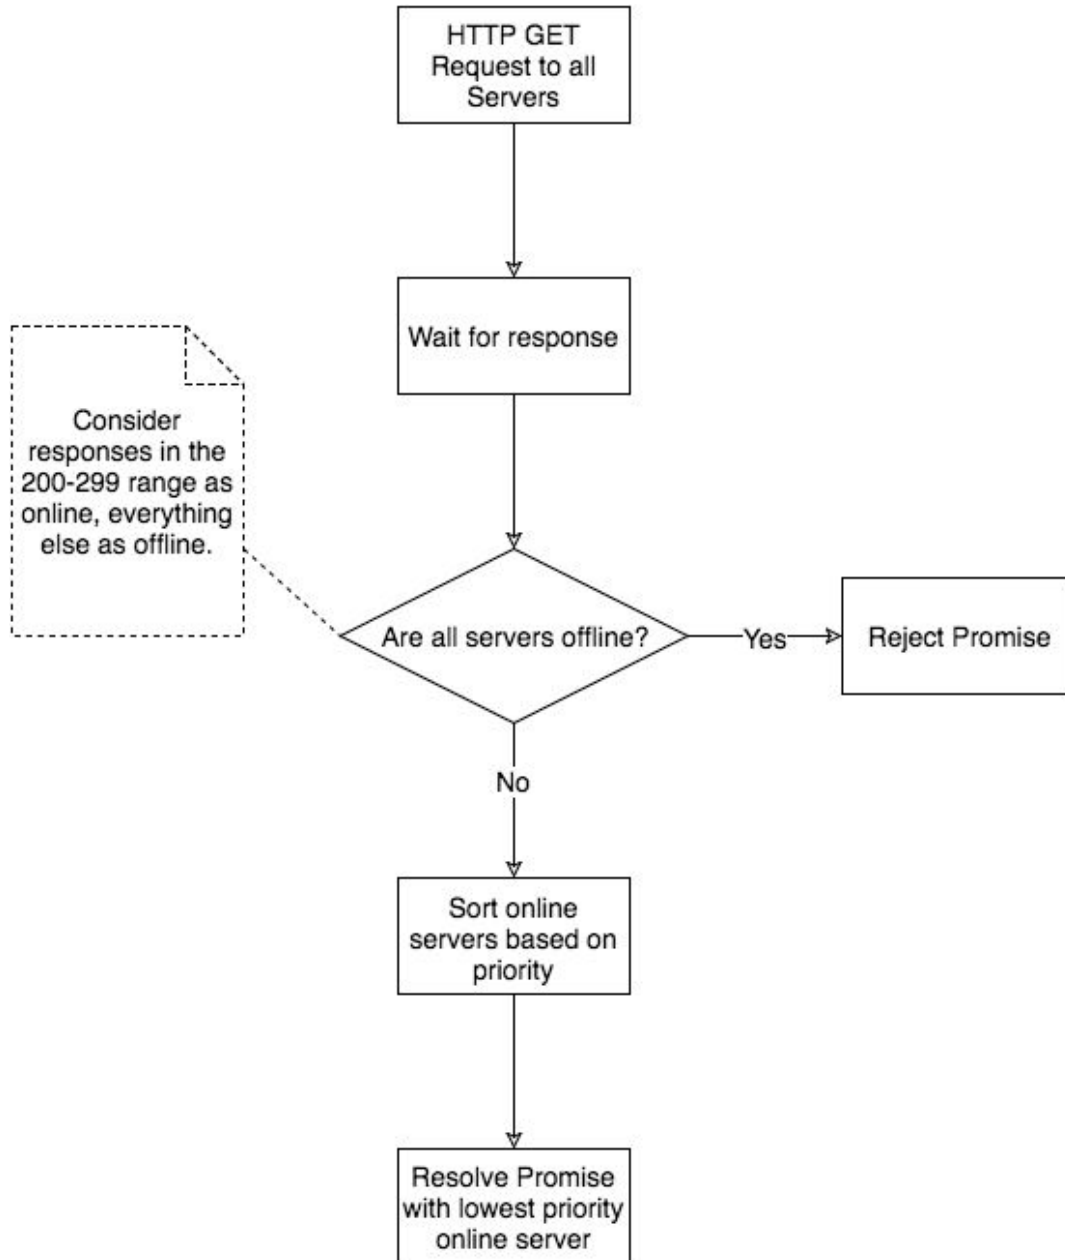 HTTP GET
Request to all
Servers
Wait for response
Consider
responses in the
200-299 range as
online, everything
else as offline.
Are all servers offline?
Yes
Reject Promise
No
Sort online
servers based on
priority
Resolve Promise
with lowest priority
online server